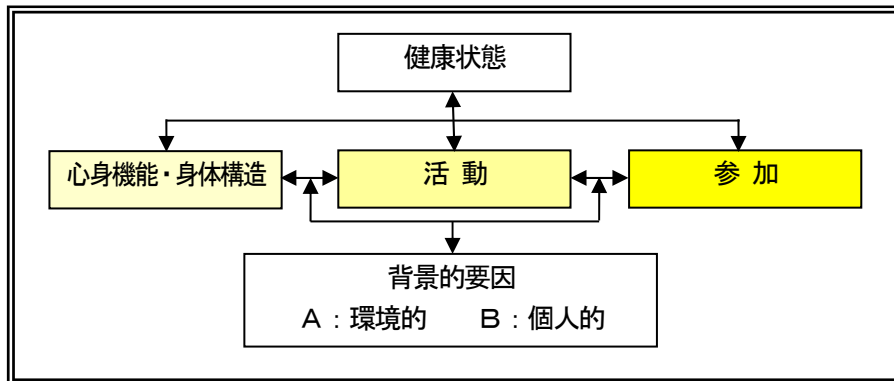 健康状態
心身機能・身体構造
活 動
参 加
背景的要因
A：環境的　　B：個人的